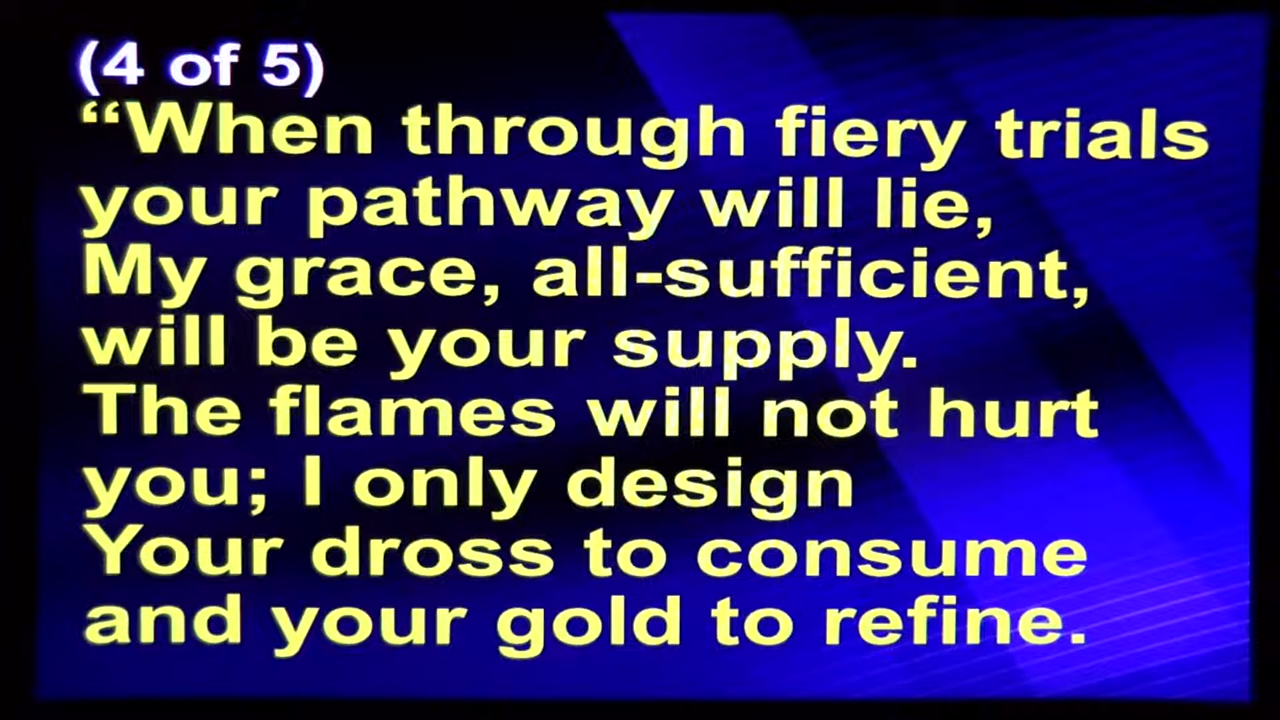 (4 of 5)
“When through fiery trials
your pathway will lie,
My grace, all-sufficient,
will be your supply.
The flames will not hurt
you; I only design
Your dross to consume
and your gold to refine.